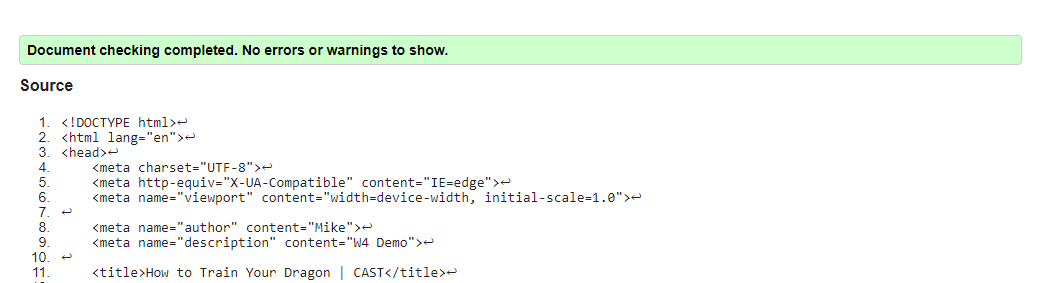 Document checking completed. No errors or warnings to show.
Source
1. <!DOCTYPE html>↩
2. <html lang="en">↩
3. <head>↩
4. <meta charset="UTF-8">↩
5. <meta http-equiv="X-UA-Compatible" content="IE=edge">↩
6. <meta name="viewport" content="width=device-width, initial-scale=1.0">↩
7. ↩
8. <meta name="author" content="Mike">↩
9. <meta name="description" content="W4 Demo">↩
10. ↩
11. <title>How to Train Your Dragon | CAST</title>↩